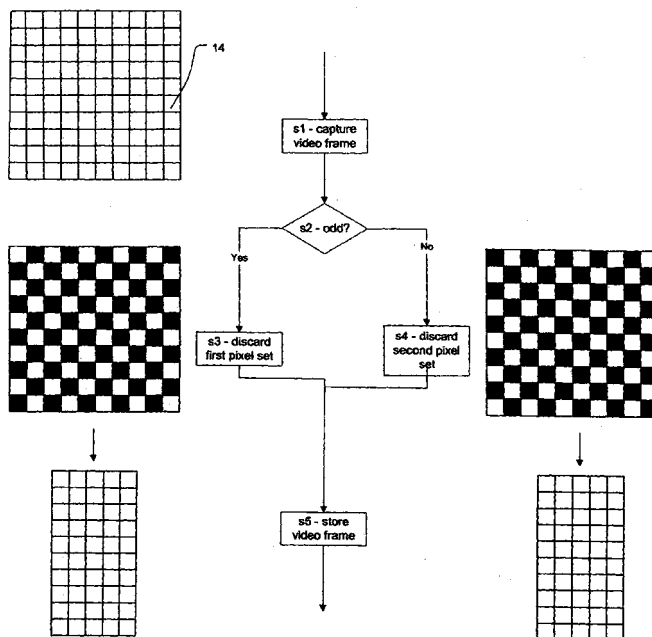 14
s1 - capture
video frame
s2 - odd?
Yes
No
s3 - discard
first pixel set
s4 - discard
second pixel
set
s5 - store
video frame